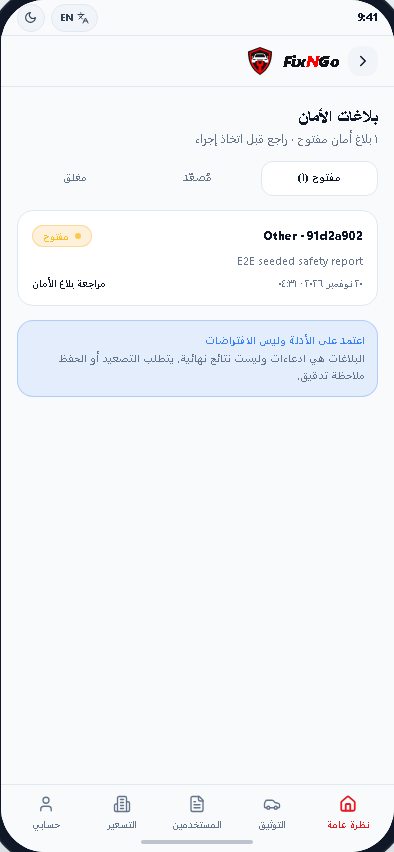 9:41
EN
FixNGo
بلاغات الأمان
١ بلاغ أمان مفتوح · راجع قبل اتخاذ إجراء
مفتوح (١)
مُصعّد
مغلق
Other · 91d2a902
مفتوح
E2E seeded safety report
٢٠ نوفمبر ٢٠٢٦، ٠٤:٣١
مراجعة بلاغ الأمان
اعتمد على الأدلة وليس الافتراضات
البلاغات هي ادعاءات وليست نتائج نهائية. يتطلب التصعيد أو الحفظ
ملاحظة تدقيق.
نظرة عامة
التوثيق
المستخدمين
التسعير
حسابي